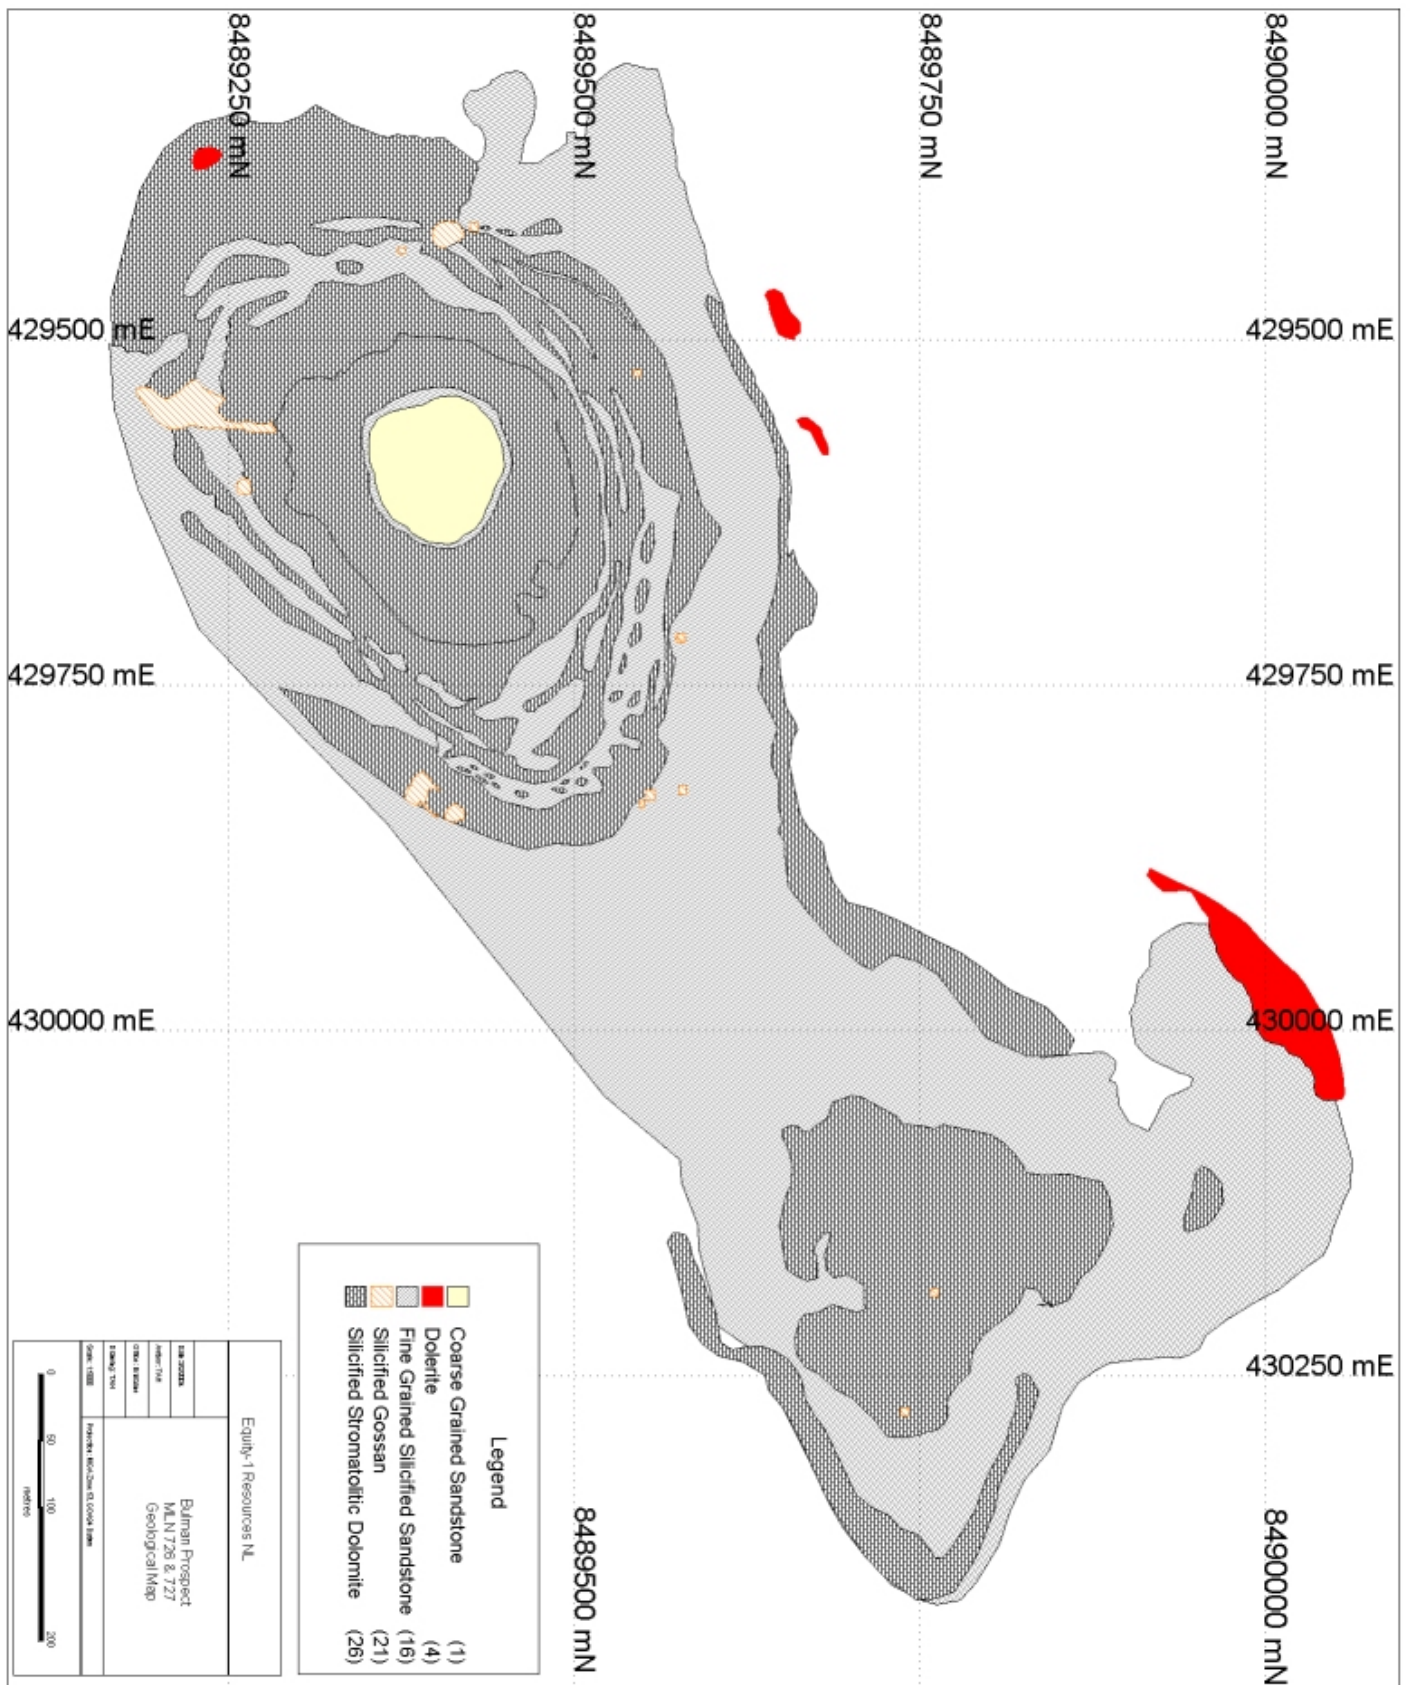 8489250 mN
8489500 mN
8489750 mN
8490000 mN
429500 mE
429500 mE
429750 mE
429750 mE
430000 mE
430000 mE
430250 mE
8489500 mN
8490000 mN
Legend
Coarse Grained Sandstone (1)
Dolerite (4)
Fine Grained Silicified Sandstone (16)
Silicified Gossan (21)
Silicified Stromatolitic Dolomite (26)
Equity-1 Resources NL
Bulman Prospect
MLN 726 & 727
Geological Map
0 50 100 200
metres